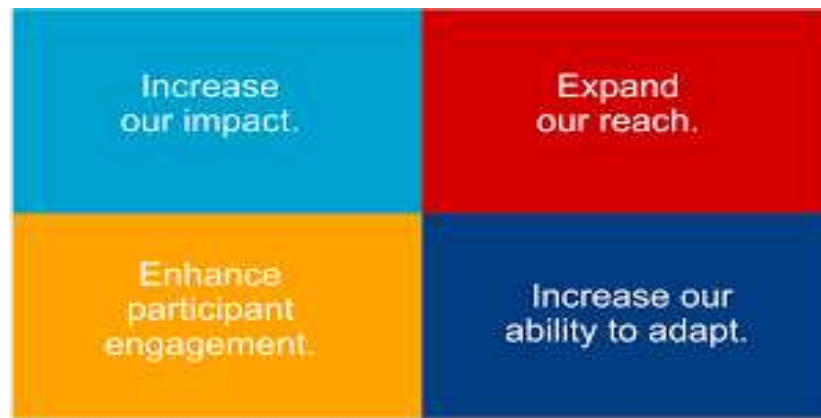 Increase
our impact.
Expand
our reach.
Enhance
participant
engagement.
Increase our
ability to adapt.